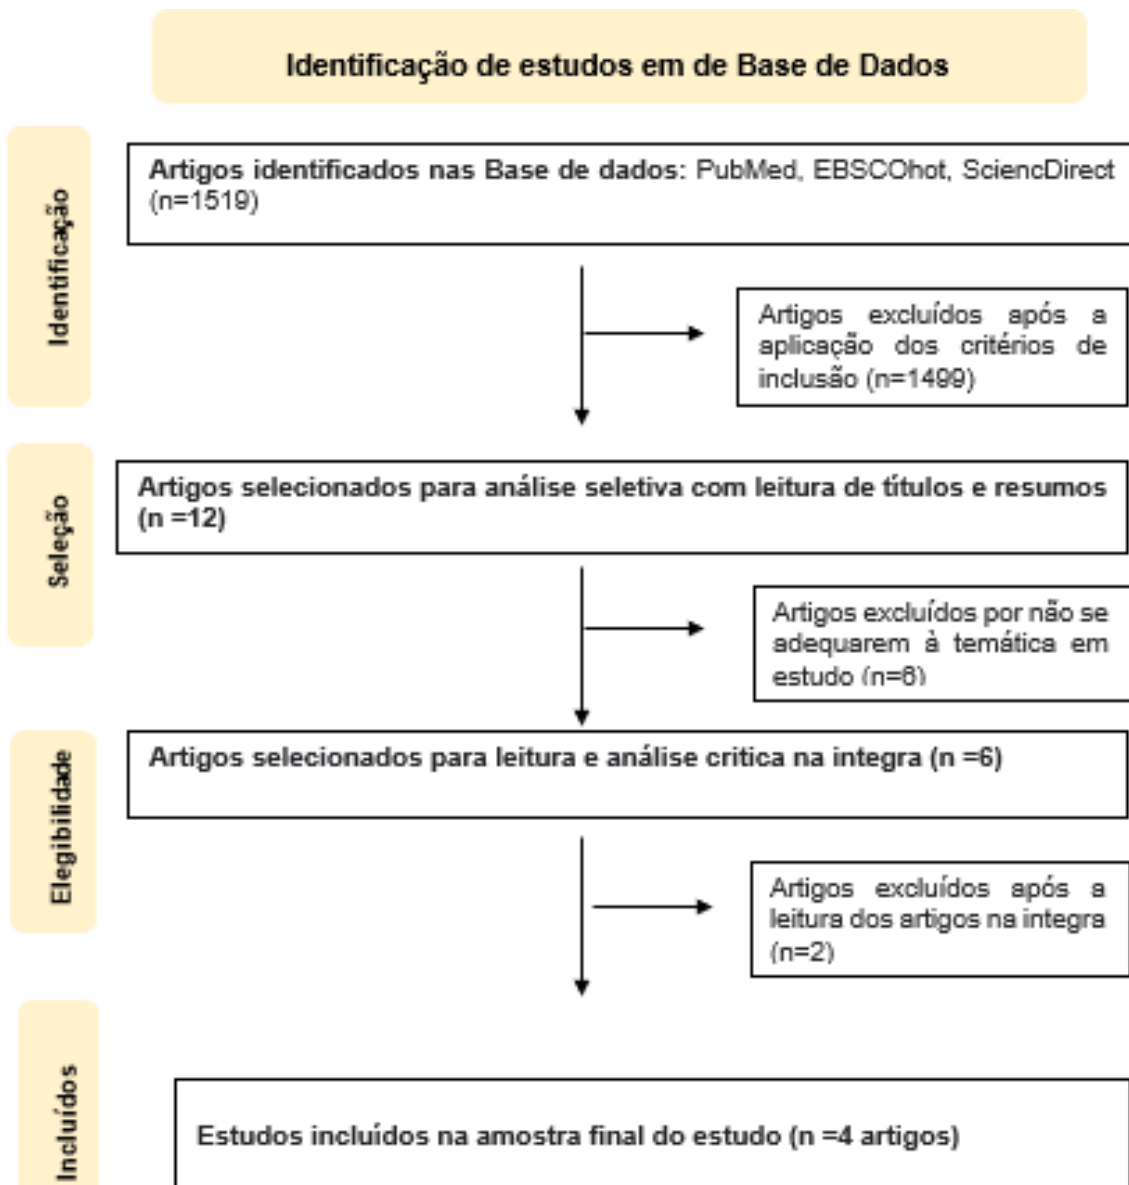 Identificação de estudos em de Base de Dados
Identificação
Artigos identificados nas Base de dados: PubMed, EBSCOhot, SciencDirect
(n=1519)
Artigos excluídos após a
aplicação dos critérios de
inclusão (n=1499)
Seleção
Artigos selecionados para análise seletiva com leitura de títulos e resumos
(n =12)
Artigos excluídos por não se
adequarem à temática em
estudo (n=6)
Elegibilidade
Artigos selecionados para leitura e análise critica na integra (n =6)
Artigos excluídos após a
leitura dos artigos na integra
(n=2)
Incluídos
Estudos incluídos na amostra final do estudo (n =4 artigos)